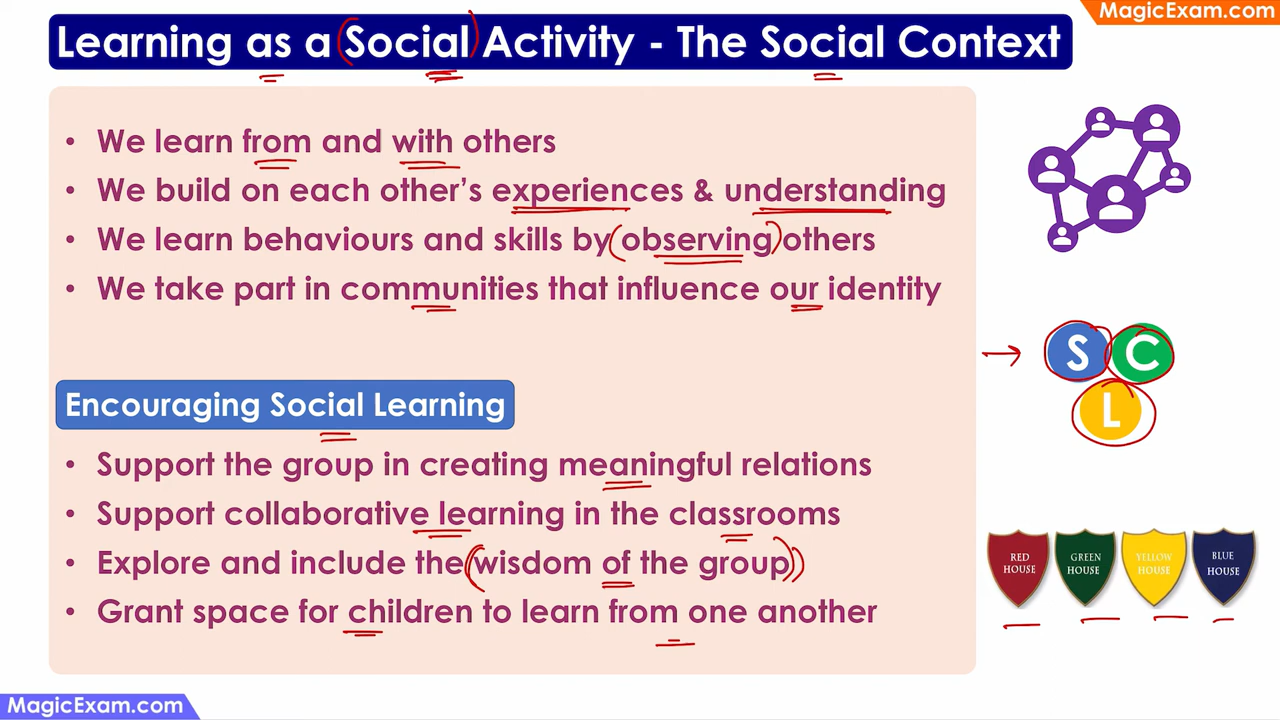 MagicExam.com
Learning as a Social Activity - The Social Context
• We learn from and with others
• We build on each other's experiences & understanding
• We learn behaviours and skills by observing others
• We take part in communities that influence our identity
S C
L
Encouraging Social Learning
• Support the group in creating meaningful relations
• Support collaborative learning in the classrooms
• Explore and include the wisdom of the group
• Grant space for children to learn from one another
RED HOUSE
GREEN HOUSE
YELLOW HOUSE
BLUE HOUSE
MagicExam.com